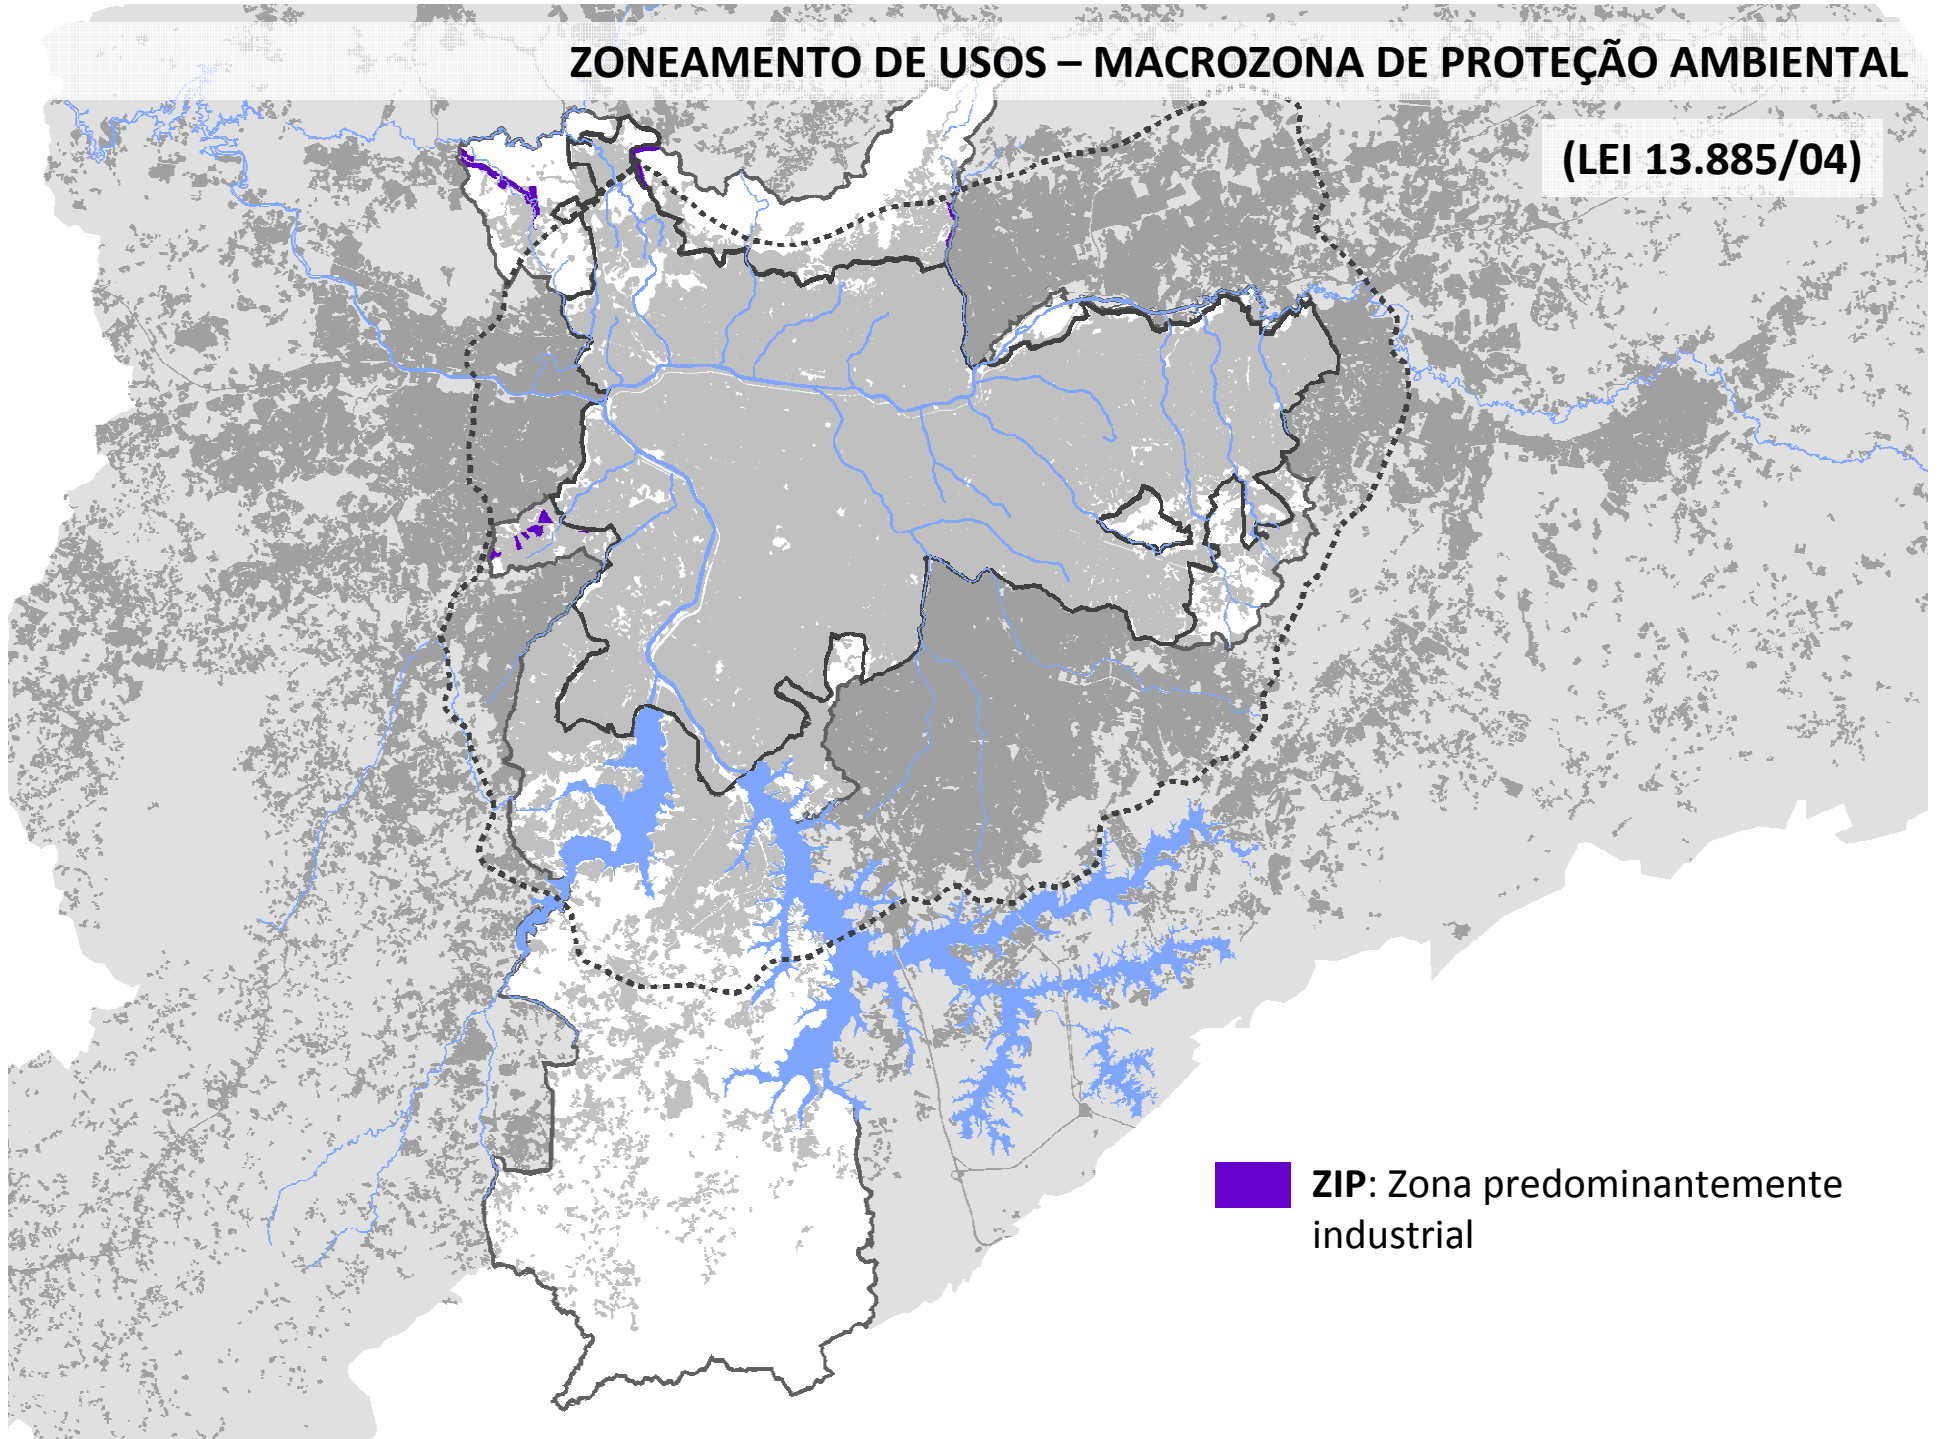 ZONEAMENTO DE USOS – MACROZONA DE PROTEÇÃO AMBIENTAL
(LEI 13.885/04)
ZIP: Zona predominantemente
industrial